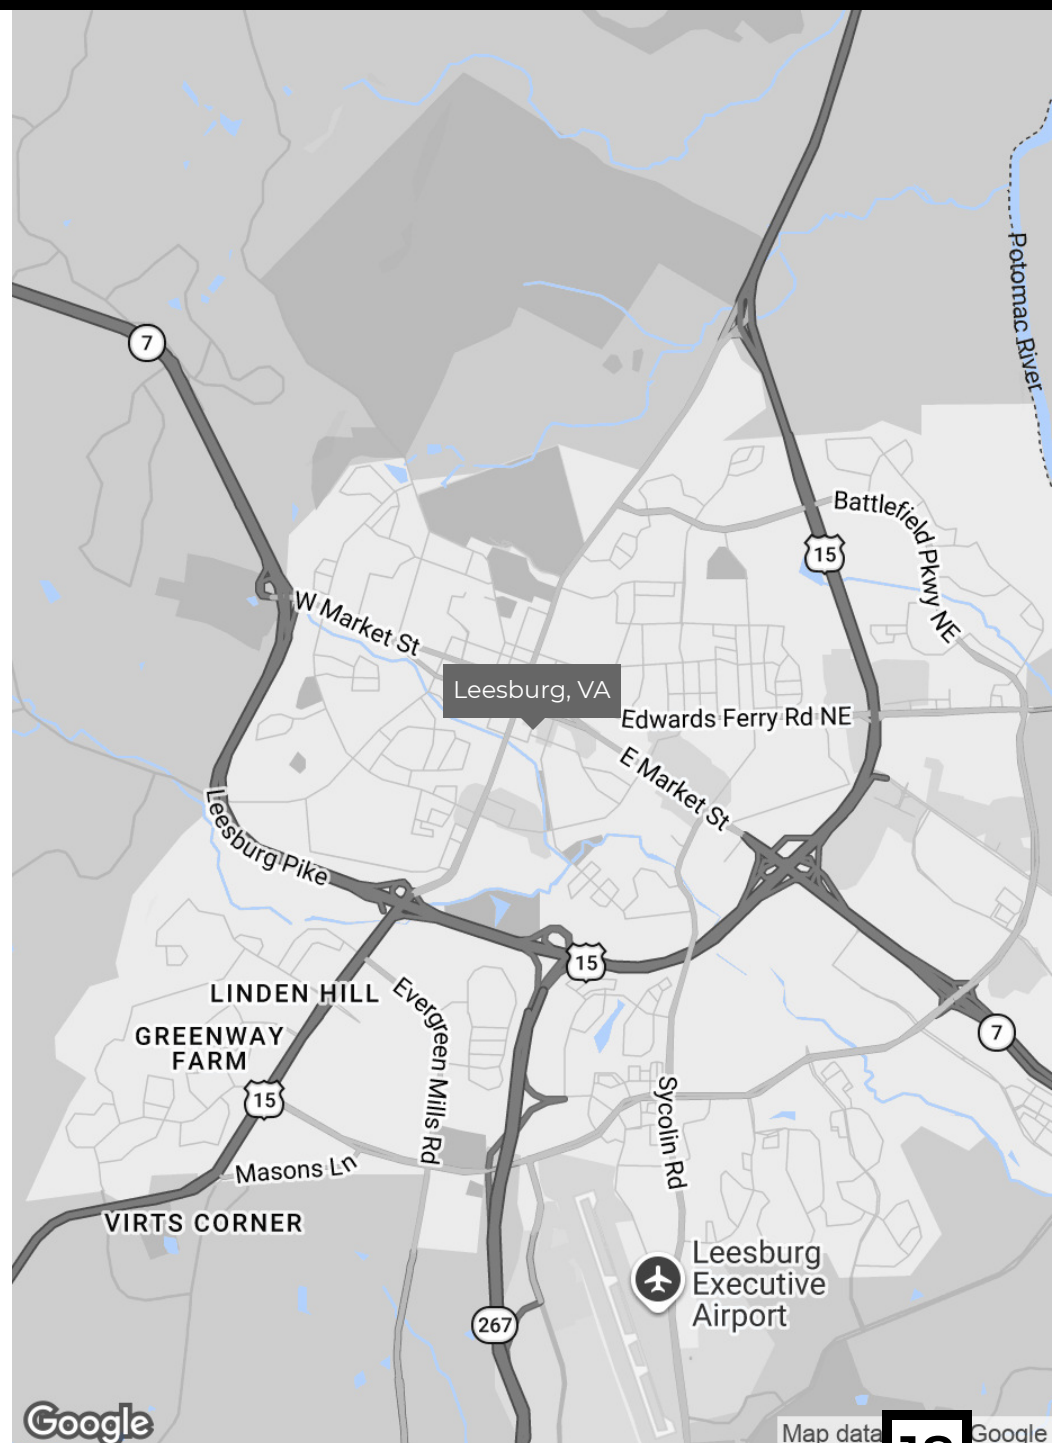 Potomac River
7
Battlefield Pkwy NE
15
W Market St
Leesburg, VA
Edwards Ferry Rd NE
E Market St
Leesburg Pike
15
LINDEN HILL
Evergreen Mills Rd
GREENWAY
FARM
7
15
Sycolin Rd
Masons Ln
VIRTS CORNER
Leesburg
Executive
Airport
267
Google
Map data
Google